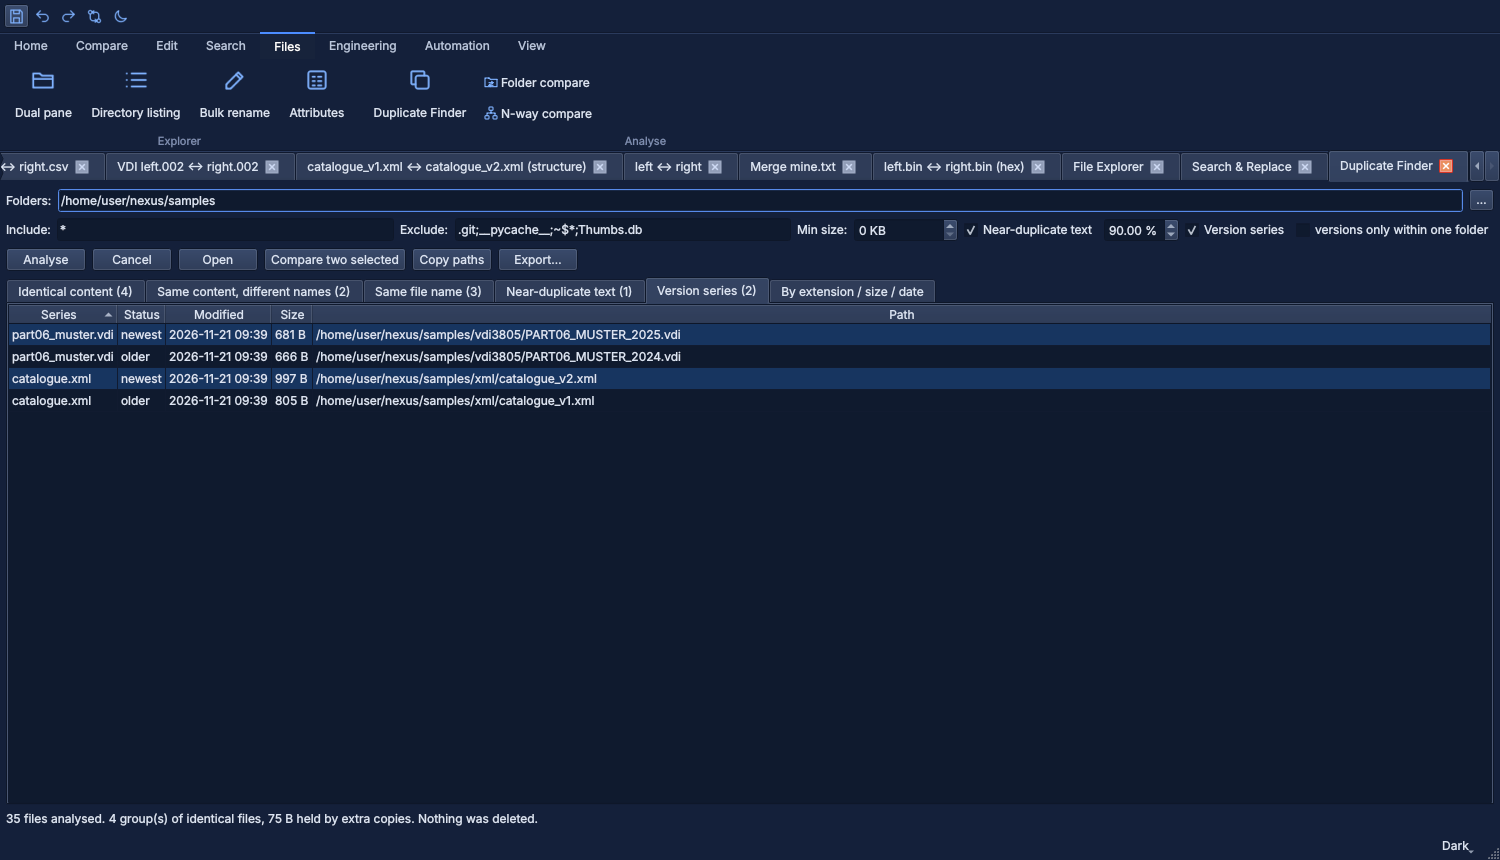 Home Compare Edit Search Files Engineering Automation View
Dual pane Directory listing Bulk rename Attributes Duplicate Finder Folder compare
N-way compare
Explorer Analyse
↔ right.csv VDI left.002 ↔ right.002 catalogue_v1.xml ↔ catalogue_v2.xml (structure) left ↔ right Merge mine.txt left.bin ↔ right.bin (hex) File Explorer Search & Replace Duplicate Finder
Folders: /home/user/nexus/samples ...
Include: * Exclude: .git;__pycache__;~$*;Thumbs.db Min size: 0 KB ✓ Near-duplicate text 90.00 % ✓ Version series versions only within one folder
Analyse Cancel Open Compare two selected Copy paths Export...
Identical content (4) Same content, different names (2) Same file name (3) Near-duplicate text (1) Version series (2) By extension / size / date
Series Status Modified Size Path
part06_muster.vdi newest 2026-11-21 09:39 681 B /home/user/nexus/samples/vdi3805/PART06_MUSTER_2025.vdi
part06_muster.vdi older 2026-11-21 09:39 666 B /home/user/nexus/samples/vdi3805/PART06_MUSTER_2024.vdi
catalogue.xml newest 2026-11-21 09:39 997 B /home/user/nexus/samples/xml/catalogue_v2.xml
catalogue.xml older 2026-11-21 09:39 805 B /home/user/nexus/samples/xml/catalogue_v1.xml
35 files analysed. 4 group(s) of identical files, 75 B held by extra copies. Nothing was deleted.
Dark